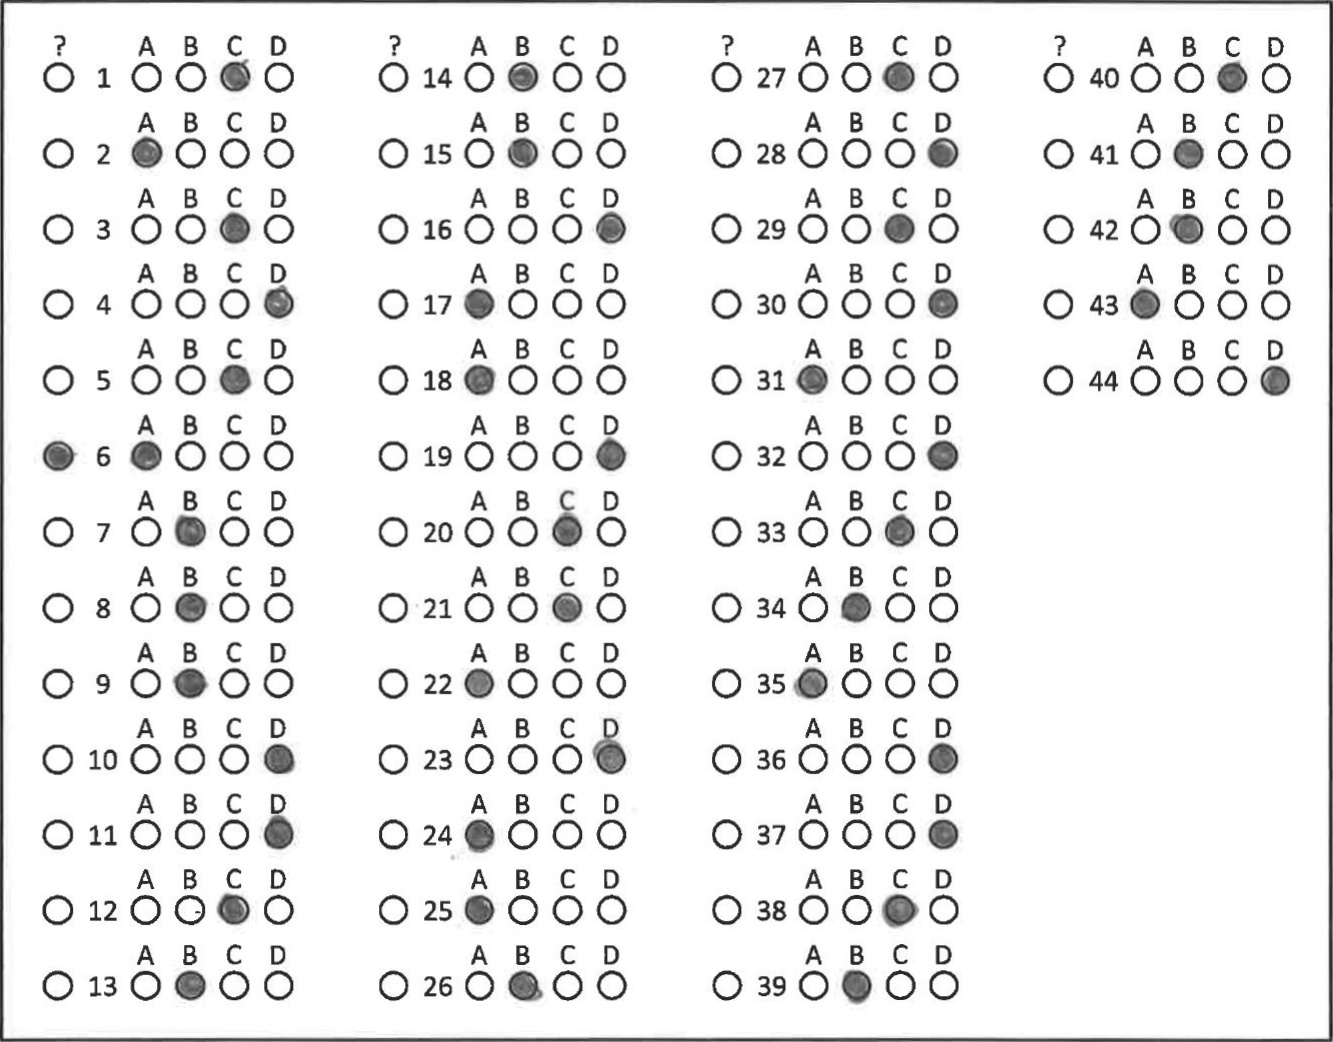 ? A B C D
1
A B C D
2
A B C D
3
A B C D
4
A B C D
5
A B C D
6
A B C D
7
A B C D
8
A B C D
9
A B C D
10
A B C D
11
A B C D
12
A B C D
13
? A B C D
14
A B C D
15
A B C D
16
A B C D
17
A B C D
18
A B C D
19
A B C D
20
A B C D
21
A B C D
22
A B C D
23
A B C D
24
A B C D
25
A B C D
26
? A B C D
27
A B C D
28
A B C D
29
A B C D
30
A B C D
31
A B C D
32
A B C D
33
A B C D
34
A B C D
35
A B C D
36
A B C D
37
A B C D
38
A B C D
39
? A B C D
40
A B C D
41
A B C D
42
A B C D
43
A B C D
44